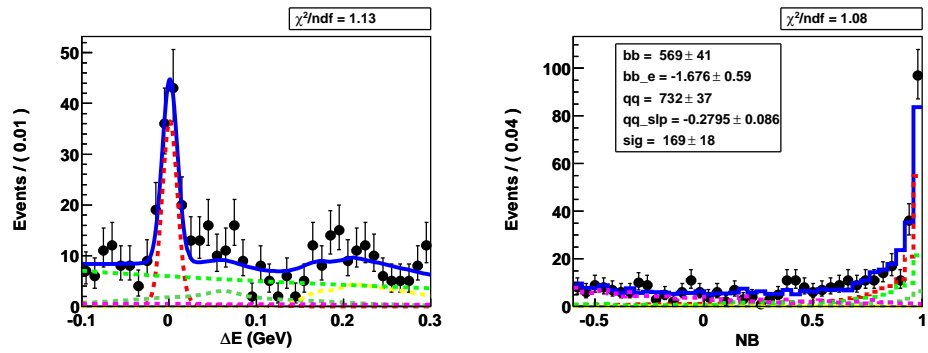 χ²/ndf = 1.13
Events / ( 0.01 )
50
40
30
20
10
0
-0.1
0
0.1
0.2
0.3
ΔE (GeV)
χ²/ndf = 1.08
bb = 569 ± 41
bb_e = -1.676 ± 0.59
qq = 732 ± 37
qq_slp = -0.2795 ± 0.086
sig = 169 ± 18
Events / ( 0.04 )
100
80
60
40
20
0
-0.5
0
0.5
1
NB